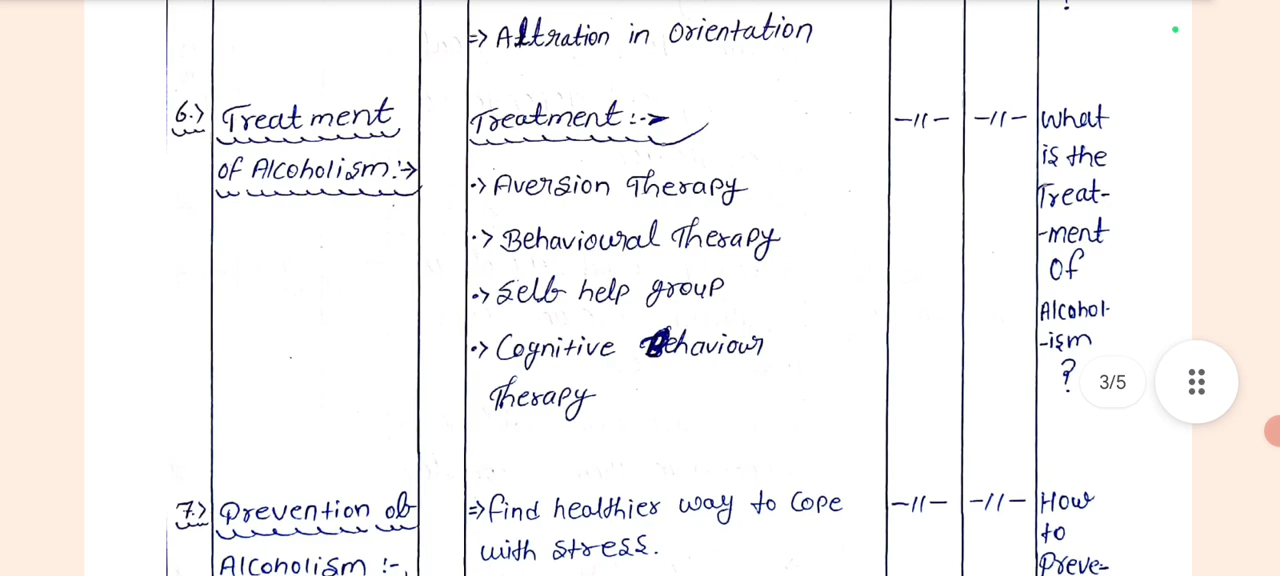 ?
=> Altration in Orientation
6.> Treatment
of Alcoholism :->
Treatment :->
.> Aversion Therapy
.> Behavioural Therapy
.> Self help group
.> Cognitive Behaviour
Therapy
-11- -11-
What
is the
Treat-
-ment
of
Alcohol-
-ism
?
3/5
7.> Prevention of
Alcoholism :-,
=> find healthier way to cope
with stress.
-11- -11-
How
to
Preve-